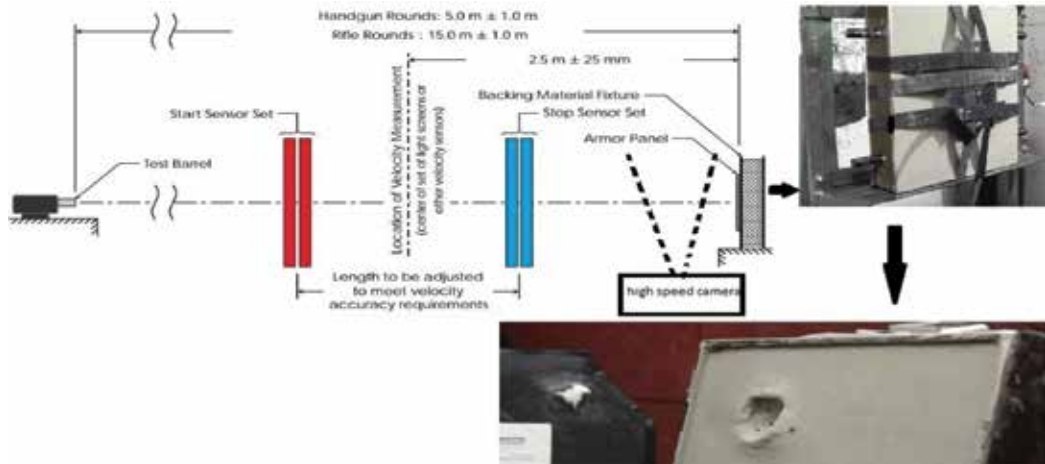 Handgun Rounds: 5.0 m ± 1.0 m
Rifle Rounds : 15.0 m ± 1.0 m
2.5 m ± 25 mm
Backing Material Fixture
Start Sensor Set
Stop Sensor Set
Armor Panel
Test Barrel
Location of Velocity Measurement
(center of set of light screens or
other velocity sensors)
Length to be adjusted
to meet velocity
accuracy requirements
high speed camera